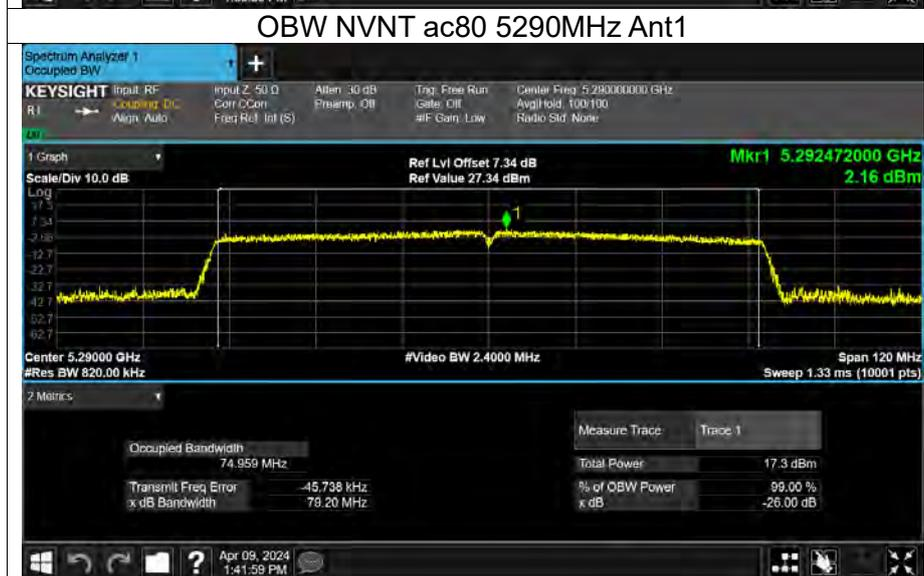 OBW NVNT ac80 5290MHz Ant1
Spectrum Analyzer 1
Occupied BW
KEYSIGHT Input: RF
Coupling: DC
Align: Auto
Input Z: 50 Ω
Corr CCorr
Freq Ref: Int (S)
Atten: 30 dB
Preamp: Off
Trig: Free Run
Gate: Off
#IF Gain: Low
Center Freq: 5.290000000 GHz
Avg|Hold: 100/100
Radio Std: None
1 Graph
Scale/Div 10.0 dB
Ref Lvl Offset 7.34 dB
Ref Value 27.34 dBm
Mkr1 5.292472000 GHz
2.16 dBm
Log
17.3
7.34
-2.66
-12.7
-22.7
-32.7
-42.7
-52.7
-62.7
1
Center 5.29000 GHz
#Res BW 820.00 kHz
#Video BW 2.4000 MHz
Span 120 MHz
Sweep 1.33 ms (10001 pts)
2 Metrics
Measure Trace Trace 1
Occupied Bandwidth
74.959 MHz
Total Power 17.3 dBm
Transmit Freq Error -45.738 kHz
% of OBW Power 99.00 %
x dB Bandwidth 79.20 MHz
x dB -26.00 dB
Apr 09, 2024
1:41:59 PM